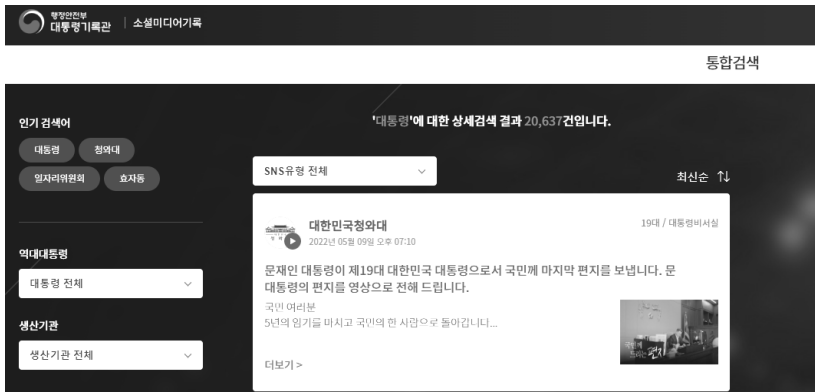 행정안전부
대통령기록관 소셜미디어기록
통합검색
인기 검색어
대통령 청와대
일자리위원회 효자동
역대대통령
대통령 전체
생산기관
생산기관 전체
'대통령'에 대한 상세검색 결과 20,637건입니다.
SNS유형 전체
최신순
대한민국청와대
19대 / 대통령비서실
2022년 05월 09일 오후 07:10
문재인 대통령이 제19대 대한민국 대통령으로서 국민께 마지막 편지를 보냅니다. 문
대통령의 편지를 영상으로 전해 드립니다.
국민 여러분
5년의 임기를 마치고 국민의 한 사람으로 돌아갑니다...
더보기 >
국민께
드리는 편지